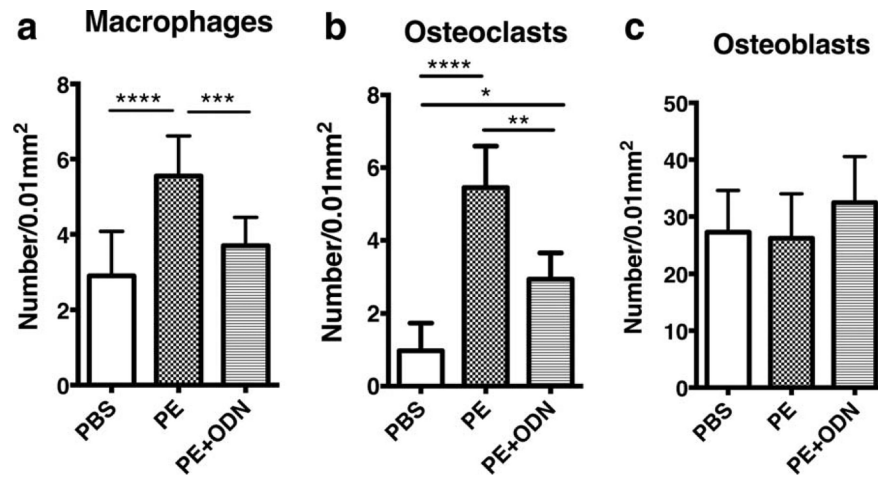 a Macrophages
Number/0.01mm²
8
6
4
2
0
**** ***
PBS PE PE+ODN
b Osteoclasts
Number/0.01mm²
8
6
4
2
0
****
*
**
PBS PE PE+ODN
c Osteoblasts
Number/0.01mm²
50
40
30
20
10
0
PBS PE PE+ODN